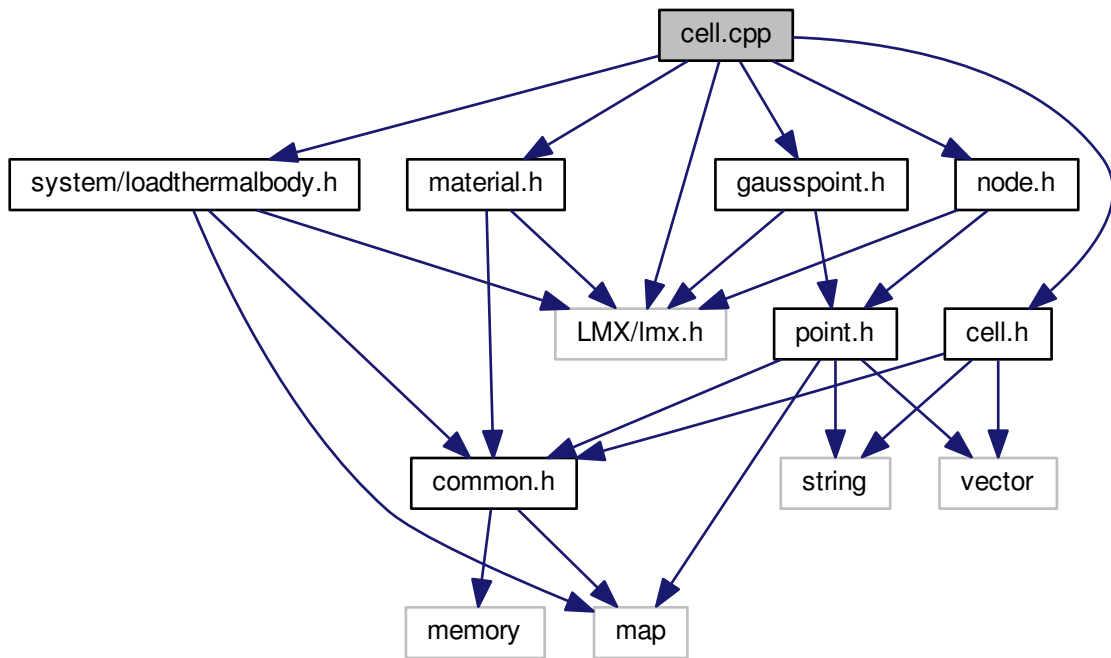 cell.cpp
system/loadthermalbody.h
material.h
gausspoint.h
node.h
LMX/lmx.h
point.h
cell.h
common.h
string
vector
memory
map